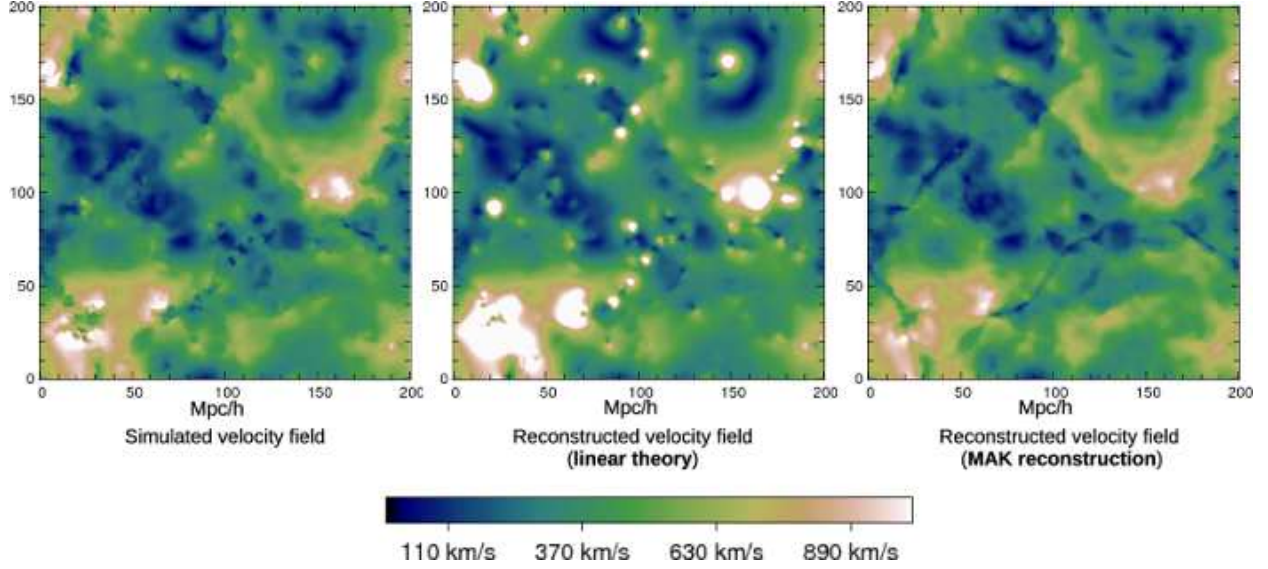 200
150
100
50
0
0 50 100 150 200
Mpc/h
Simulated velocity field
200
150
100
50
0
0 50 100 150 200
Mpc/h
Reconstructed velocity field
(linear theory)
200
150
100
50
0
0 50 100 150 200
Mpc/h
Reconstructed velocity field
(MAK reconstruction)
110 km/s 370 km/s 630 km/s 890 km/s